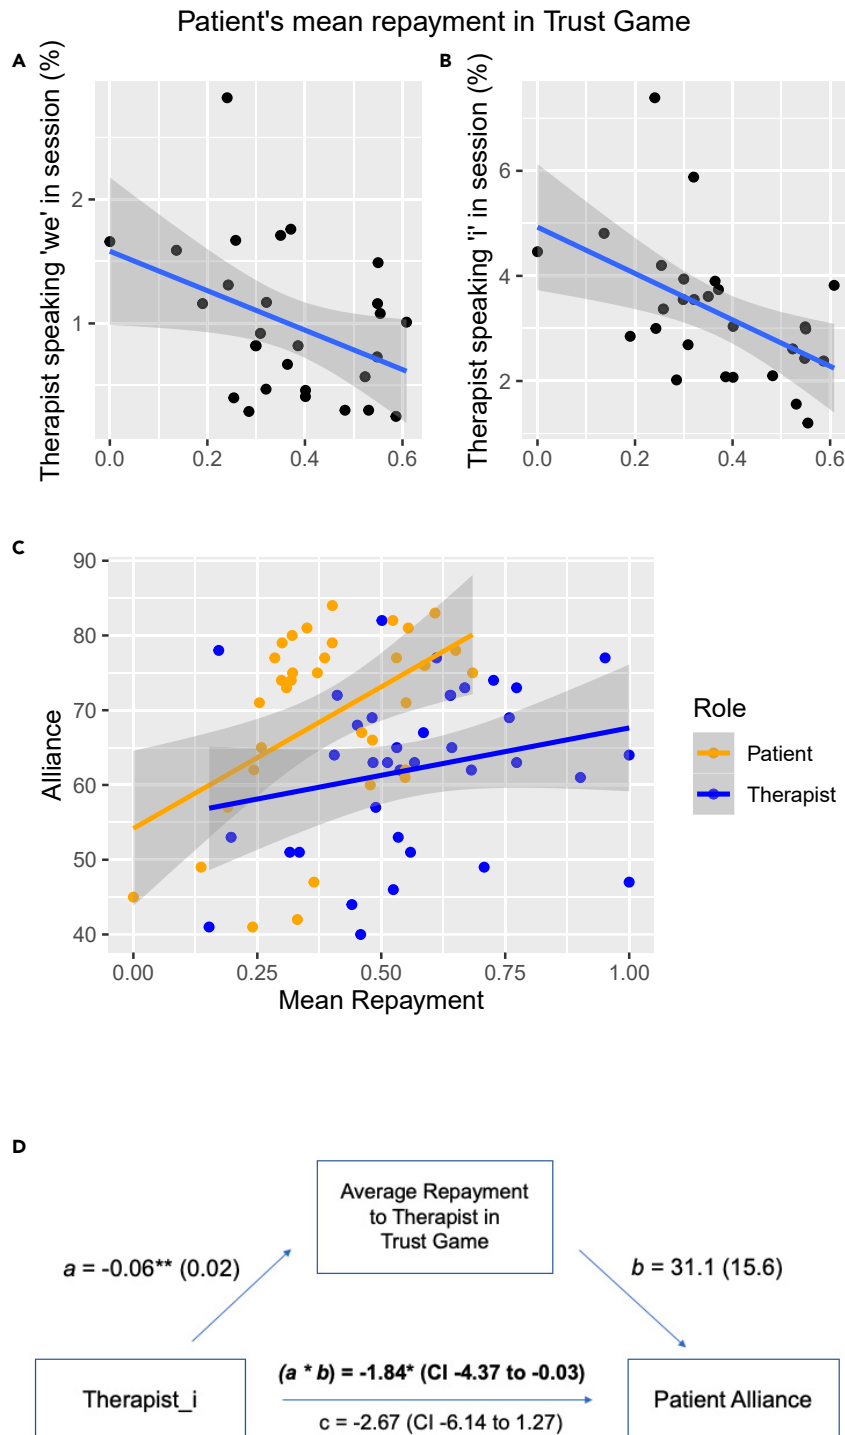 Patient's mean repayment in Trust Game
A
B
Therapist speaking 'we' in session (%)
2
1
0.0
0.2
0.4
0.6
Therapist speaking 'i' in session (%)
6
4
2
0.0
0.2
0.4
0.6
C
Alliance
90
80
70
60
50
40
0.00
0.25
0.50
0.75
1.00
Mean Repayment
Role
Patient
Therapist
D
Average Repayment
to Therapist in
Trust Game
a = -0.06** (0.02)
b = 31.1 (15.6)
(a * b) = -1.84* (CI -4.37 to -0.03)
Therapist_i
Patient Alliance
c = -2.67 (CI -6.14 to 1.27)